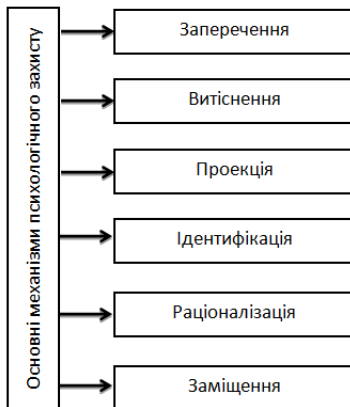 Основні механізми психологічного захисту
Заперечення
Витіснення
Проекція
Ідентифікація
Раціоналізація
Заміщення